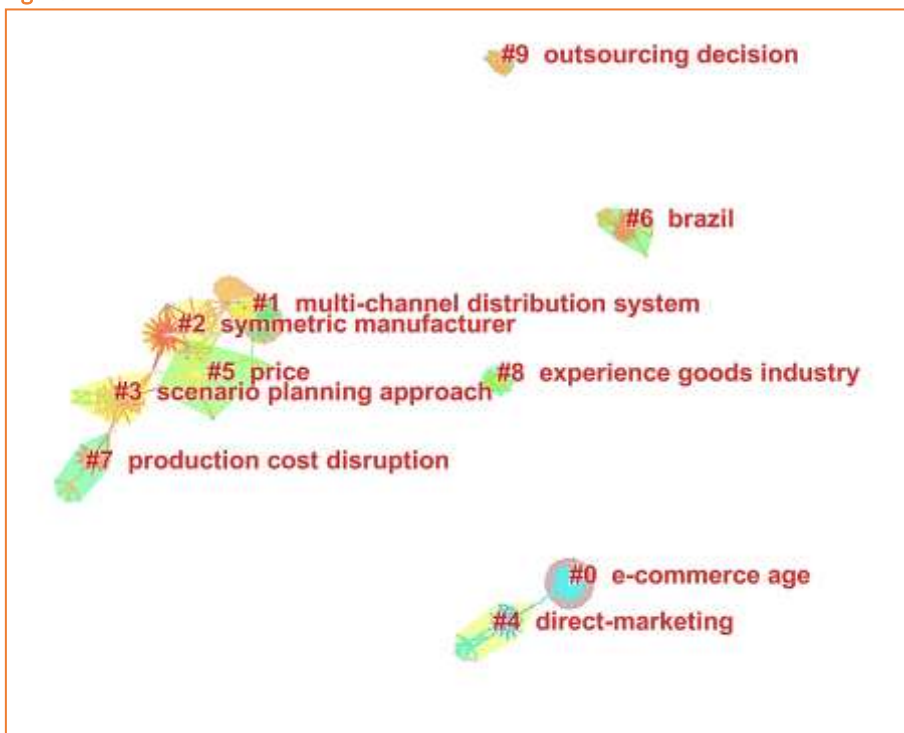 #9 outsourcing decision
#6 brazil
#1 multi-channel distribution system
#2 symmetric manufacturer
#5 price
#8 experience goods industry
#3 scenario planning approach
#7 production cost disruption
#0 e-commerce age
#4 direct-marketing